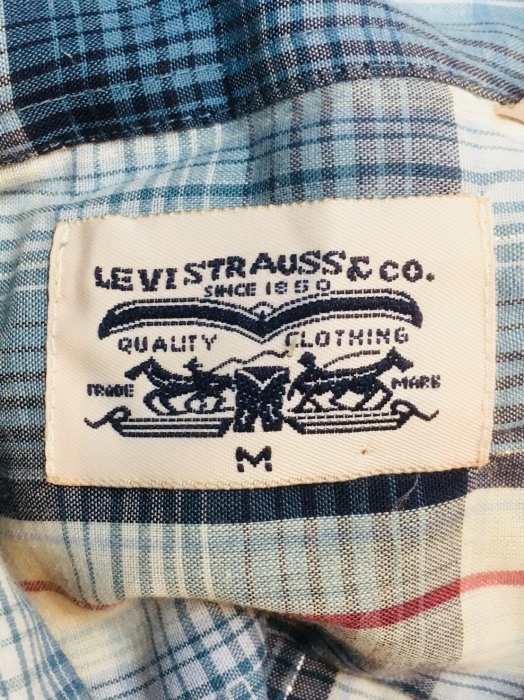 LEVI STRAUSS & CO.
SINCE 1850
QUALITY CLOTHING
TRADE MARK
M